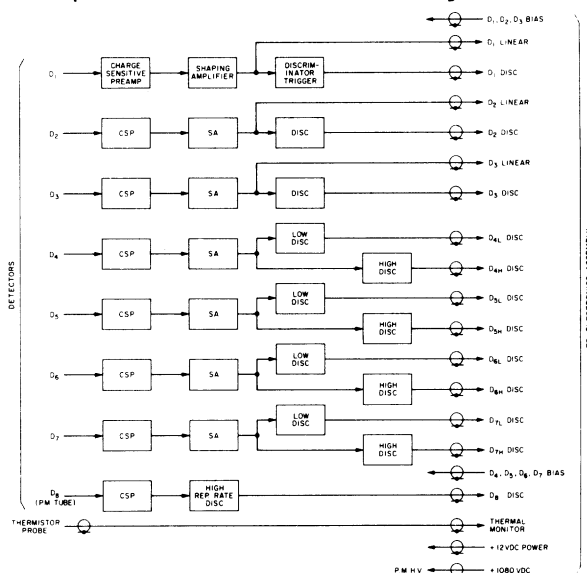 D1, D2, D3 BIAS
D1 LINEAR
D1
CHARGE
SENSITIVE
PREAMP
SHAPING
AMPLIFIER
DISCRIM-
INATOR
TRIGGER
D1 DISC
D2 LINEAR
D2
CSP
SA
DISC
D2 DISC
D3 LINEAR
D3
CSP
SA
DISC
D3 DISC
DETECTORS
D4
CSP
SA
LOW
DISC
D4L DISC
HIGH
DISC
D4H DISC
D5
CSP
SA
LOW
DISC
D5L DISC
HIGH
DISC
D5H DISC
D6
CSP
SA
LOW
DISC
D6L DISC
HIGH
DISC
D6H DISC
D7
CSP
SA
LOW
DISC
D7L DISC
HIGH
DISC
D7H DISC
D4, D5, D6, D7 BIAS
D8
(PM TUBE)
CSP
HIGH
REP RATE
DISC
D8 DISC
THERMISTOR
PROBE
THERMAL
MONITOR
+ 12VDC POWER
P M H V
+ 1080 VDC